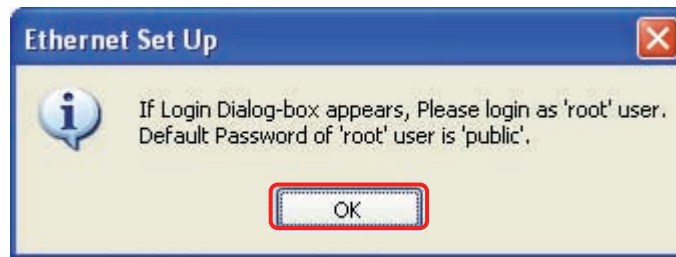 Ethernet Set Up
If Login Dialog-box appears, Please login as 'root' user.
Default Password of 'root' user is 'public'.
OK